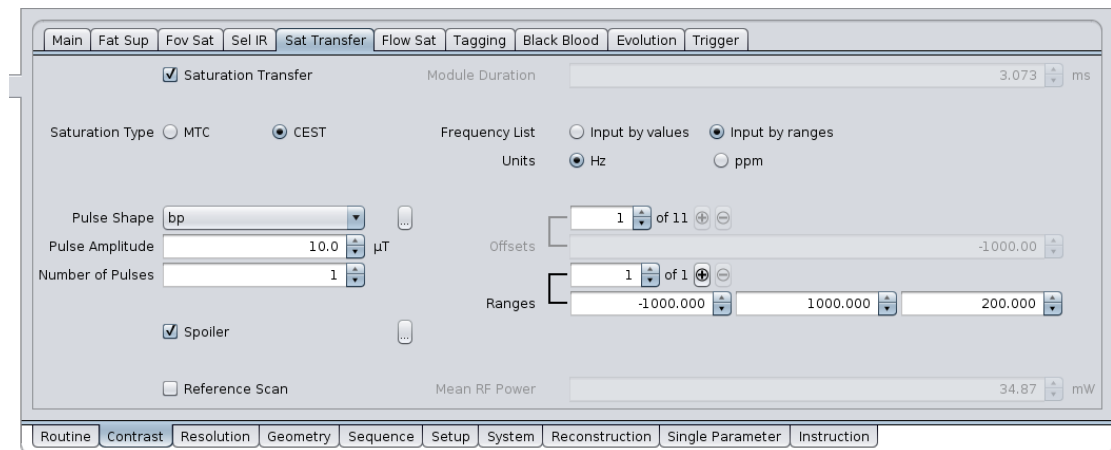 Main Fat Sup Fov Sat Sel IR Sat Transfer Flow Sat Tagging Black Blood Evolution Trigger
Saturation Transfer Module Duration 3.073 ms
Saturation Type MTC CEST Frequency List Input by values Input by ranges
Units Hz ppm
Pulse Shape bp ... 1 of 11
Pulse Amplitude 10.0 μT Offsets -1000.00
Number of Pulses 1 1 of 1
Ranges -1000.000 1000.000 200.000
Spoiler ...
Reference Scan Mean RF Power 34.87 mW
Routine Contrast Resolution Geometry Sequence Setup System Reconstruction Single Parameter Instruction